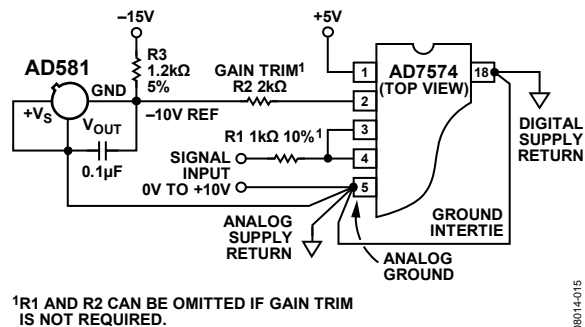 –15V
+5V
R3
1.2kΩ
5%
AD581
GAIN TRIM1
R2 2kΩ
1
AD7574
(TOP VIEW)
18
GND
+VS
VOUT
–10V REF
2
3
R1 1kΩ 10%1
DIGITAL
SUPPLY
RETURN
SIGNAL
INPUT
4
0.1µF
0V TO +10V
5
ANALOG
SUPPLY
RETURN
GROUND
INTERTIE
ANALOG
GROUND
1R1 AND R2 CAN BE OMITTED IF GAIN TRIM
IS NOT REQUIRED.